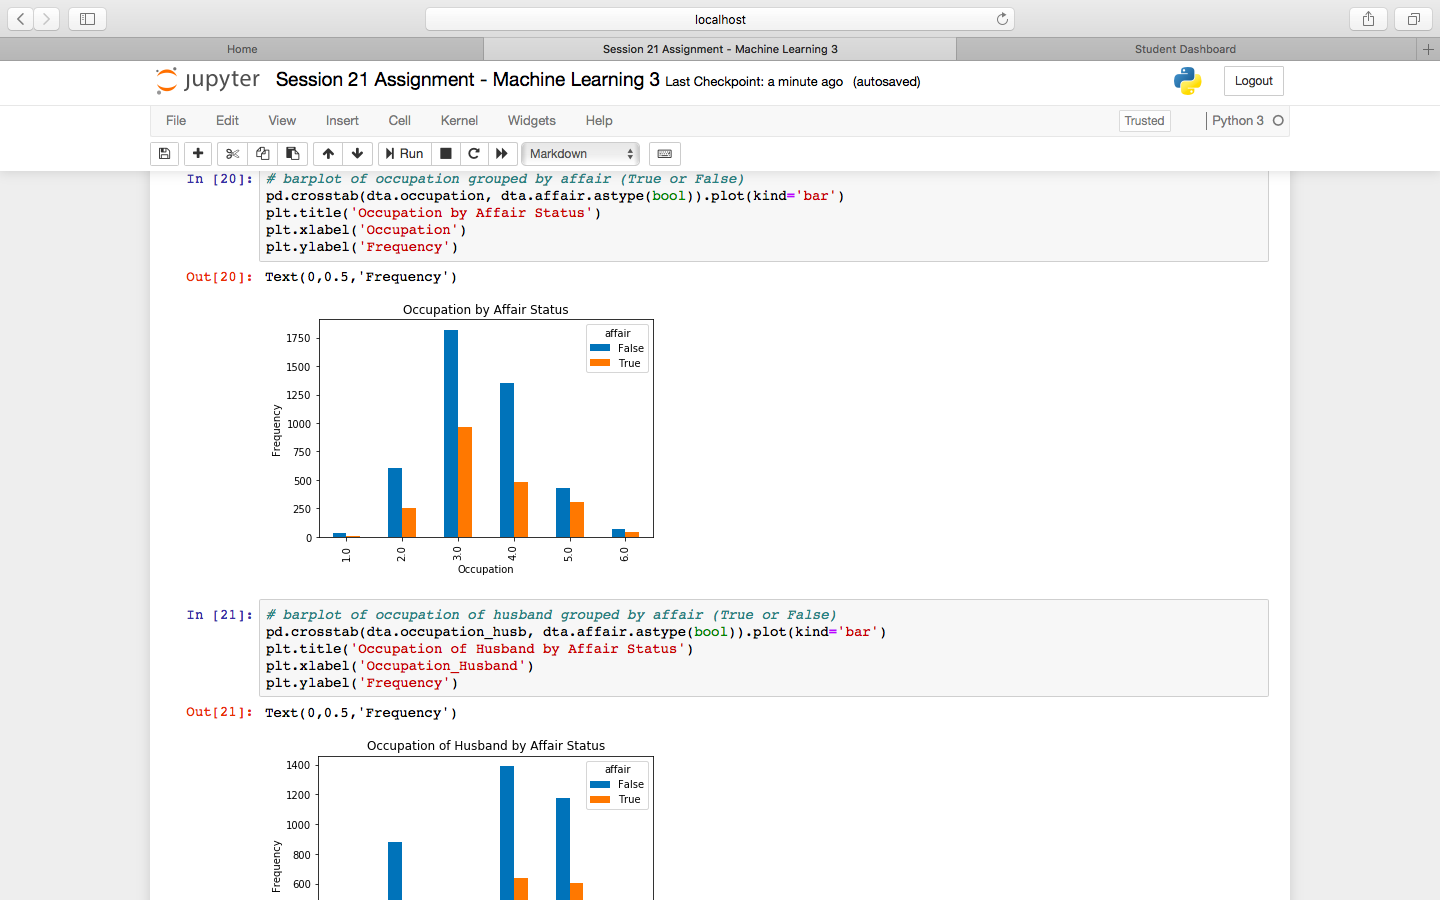 localhost
Home
Session 21 Assignment - Machine Learning 3
Student Dashboard
jupyter Session 21 Assignment - Machine Learning 3 Last Checkpoint: a minute ago (autosaved)
Logout
File Edit View Insert Cell Kernel Widgets Help
Trusted
Python 3
Run
Markdown
In [20]: # barplot of occupation grouped by affair (True or False)
pd.crosstab(dta.occupation, dta.affair.astype(bool)).plot(kind='bar')
plt.title('Occupation by Affair Status')
plt.xlabel('Occupation')
plt.ylabel('Frequency')
Out[20]: Text(0,0.5,'Frequency')
Occupation by Affair Status
affair
False
True
1750
1500
1250
1000
750
500
250
0
Frequency
1.0 2.0 3.0 4.0 5.0 6.0
Occupation
In [21]: # barplot of occupation of husband grouped by affair (True or False)
pd.crosstab(dta.occupation_husb, dta.affair.astype(bool)).plot(kind='bar')
plt.title('Occupation of Husband by Affair Status')
plt.xlabel('Occupation_Husband')
plt.ylabel('Frequency')
Out[21]: Text(0,0.5,'Frequency')
Occupation of Husband by Affair Status
affair
False
True
1400
1200
1000
800
600
Frequency